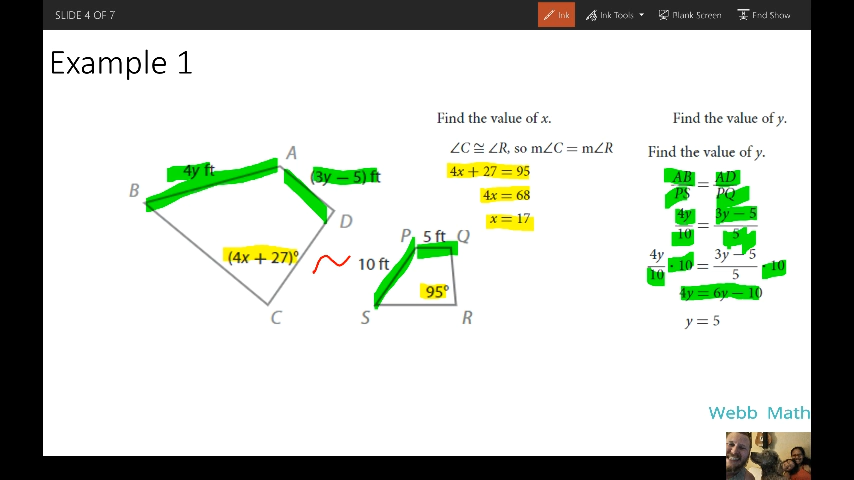 SLIDE 4 OF 7
Ink
Ink Tools
Blank Screen
End Show
Example 1
A
4y ft
(3y – 5) ft
B
D
(4x + 27)°
C
P
5 ft
Q
10 ft
95°
S
R
Find the value of x.
∠C ≅ ∠R, so m∠C = m∠R
4x + 27 = 95
4x = 68
x = 17
Find the value of y.
Find the value of y.
AB/PS = AD/PQ
4y/10 = 3y – 5/5
4y/10 · 10 = 3y – 5/5 · 10
4y = 6y – 10
y = 5
Webb Math